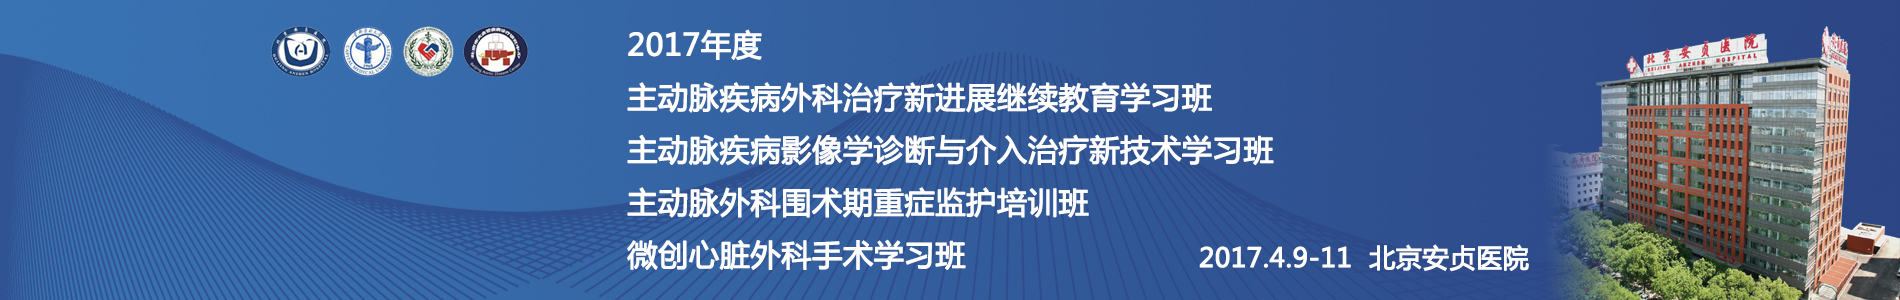 2017年度
主动脉疾病外科治疗新进展继续教育学习班
主动脉疾病影像学诊断与介入治疗新技术学习班
主动脉外科围术期重症监护培训班
微创心脏外科手术学习班
2017.4.9-11 北京安贞医院
北京安贞医院
BEIJING ANZHEN HOSPITAL